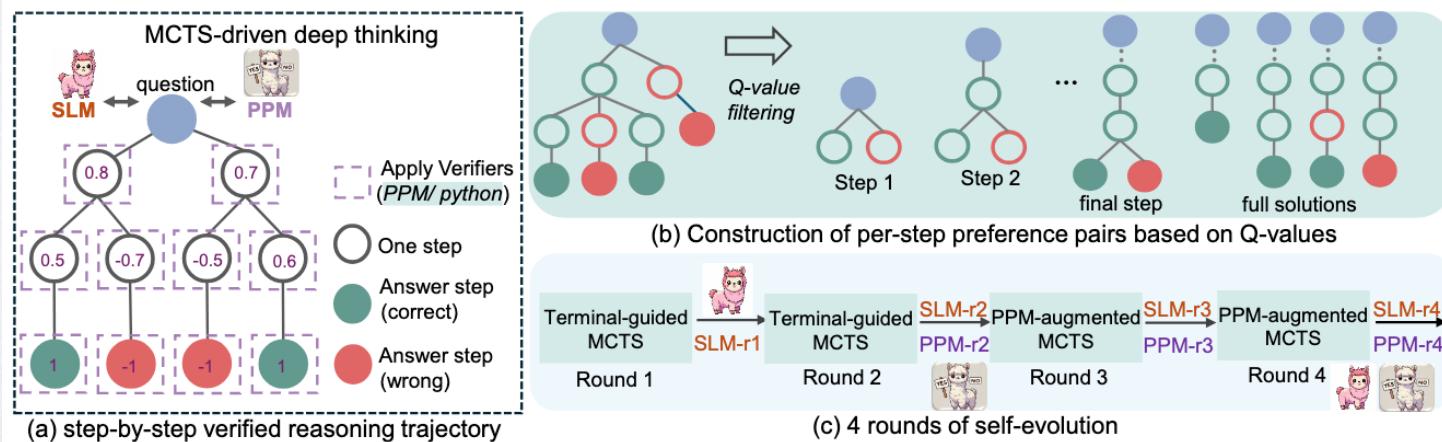 MCTS-driven deep thinking
YES NO
question
SLM
PPM
0.8
0.7
0.5
-0.7
-0.5
0.6
1
-1
-1
1
Apply Verifiers
(PPM/ python)
One step
Answer step
(correct)
Answer step
(wrong)
(a) step-by-step verified reasoning trajectory
Q-value
filtering
Step 1
Step 2
...
final step
full solutions
(b) Construction of per-step preference pairs based on Q-values
Terminal-guided
MCTS
Round 1
SLM-r1
Terminal-guided
MCTS
Round 2
SLM-r2
PPM-r2
YES NO
PPM-augmented
MCTS
Round 3
SLM-r3
PPM-r3
PPM-augmented
MCTS
Round 4
SLM-r4
PPM-r4
YES NO
(c) 4 rounds of self-evolution